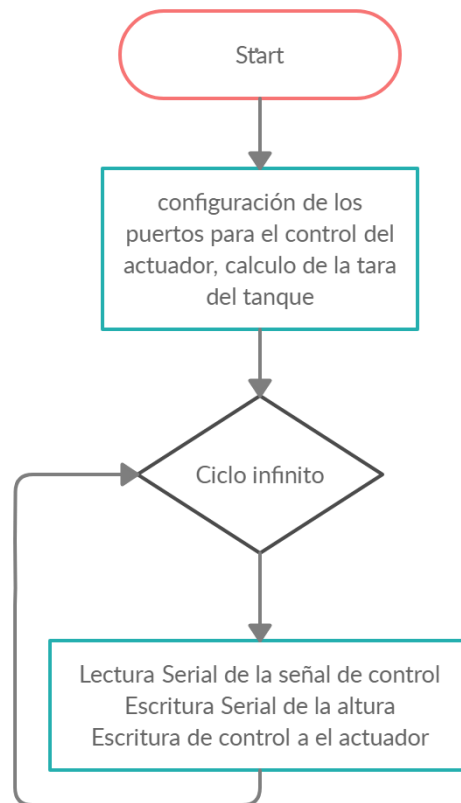 Start
configuración de los
puertos para el control del
actuador, calculo de la tara
del tanque
Ciclo infinito
Lectura Serial de la señal de control
Escritura Serial de la altura
Escritura de control a el actuador